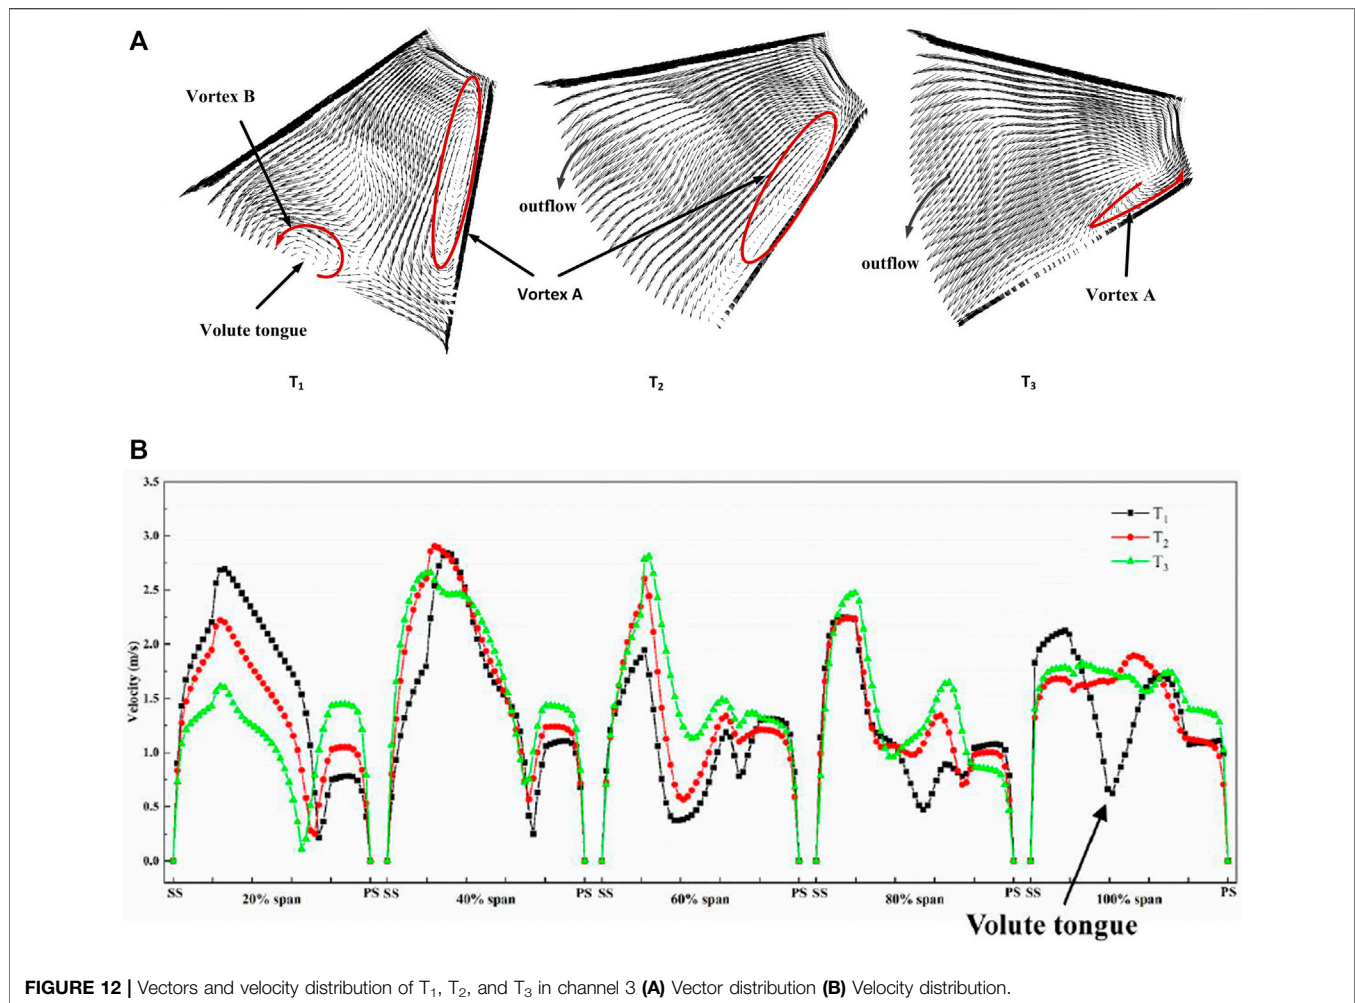 A
Vortex B
outflow
outflow
Vortex A
Vortex A
Volute tongue
T1
T2
T3
B
3.5
3.0
2.5
2.0
1.5
1.0
0.5
0.0
Velocity (m/s)
T1
T2
T3
SS 20% span PS SS 40% span PS SS 60% span PS SS 80% span PS SS 100% span PS
Volute tongue
FIGURE 12 | Vectors and velocity distribution of T1, T2, and T3 in channel 3 (A) Vector distribution (B) Velocity distribution.